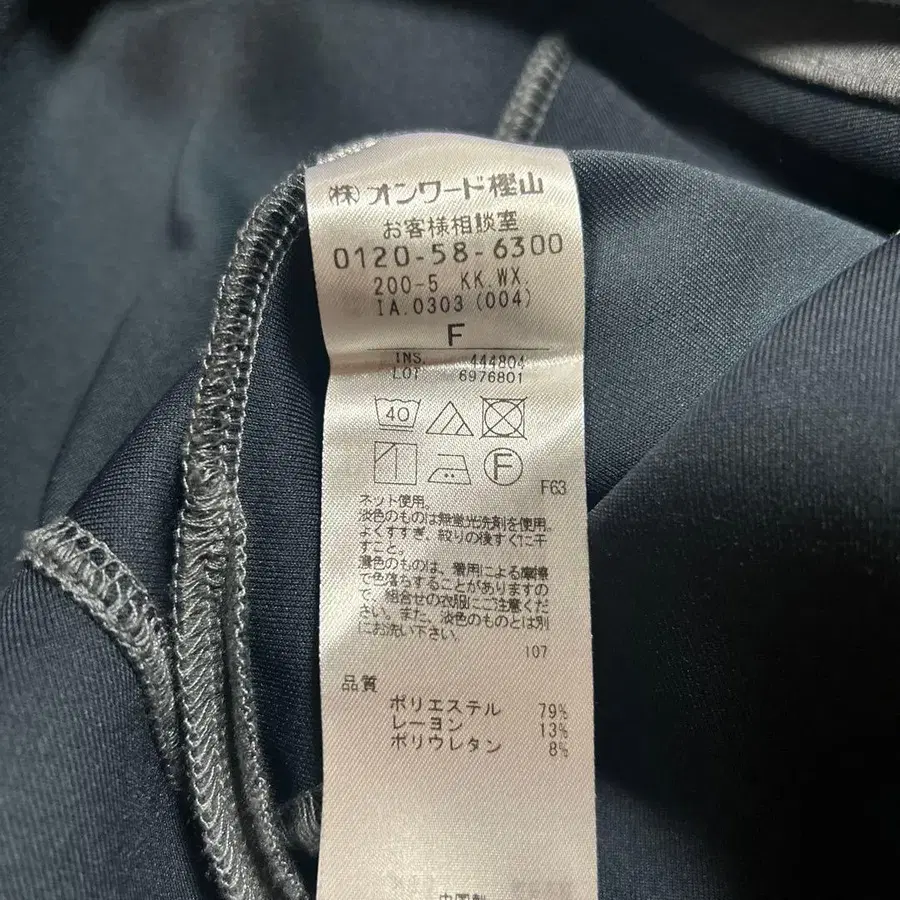 (株)オンワード樫山
お客様相談室
0120-58-6300
200-5 KK.WX.
IA.0303(004)
F
INS. 444804
LOT 6976801
40
F
F63
ネット使用。
淡色のものは無蛍光洗剤を使用。
よくすすぎ、絞りの後すぐに干
すこと。
濃色のものは、着用による摩擦
で色落ちすることがありますの
で、組合せの衣服にご注意くだ
さい。また、淡色のものとは別
にお洗い下さい。
107
品質
ポリエステル 79%
レーヨン 13%
ポリウレタン 8%
中国製